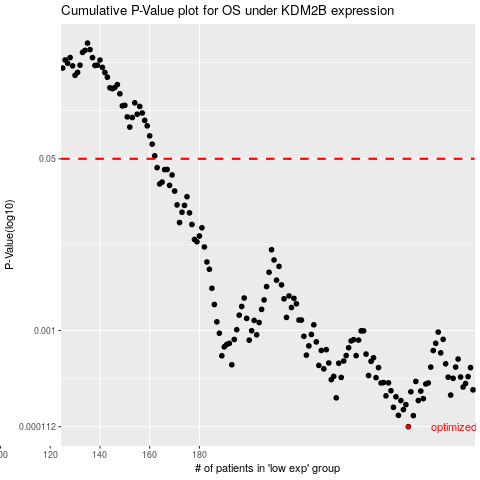 Cumulative P-Value plot for OS under KDM2B expression
P-Value(log10)
0.05
0.001
0.000112
optimized
00 120 140 160 180
# of patients in 'low exp' group